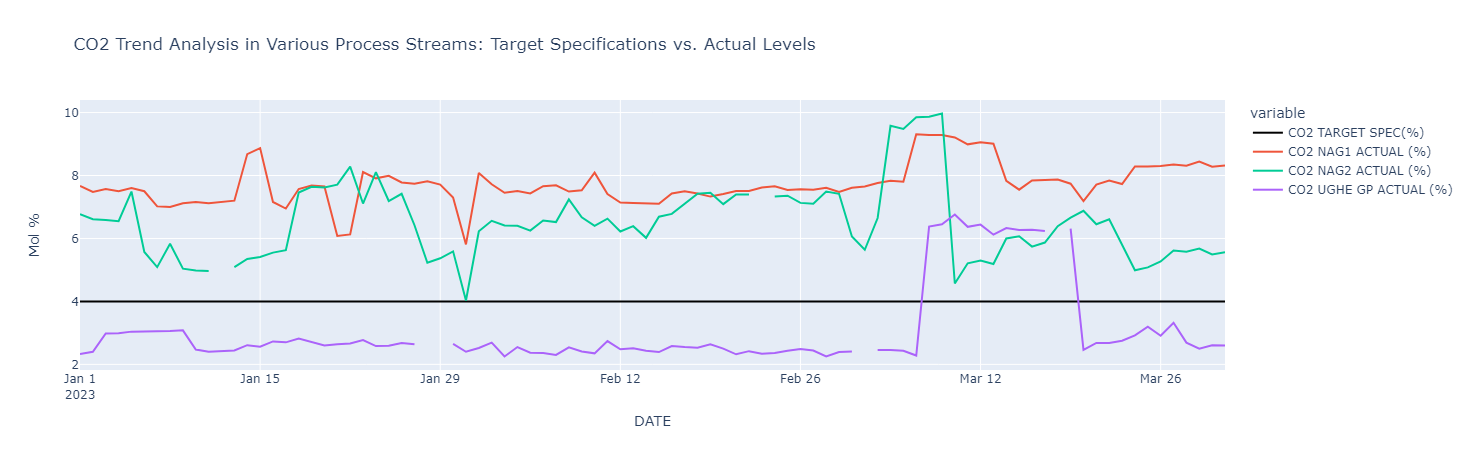 CO2 Trend Analysis in Various Process Streams: Target Specifications vs. Actual Levels
variable
CO2 TARGET SPEC(%)
CO2 NAG1 ACTUAL (%)
CO2 NAG2 ACTUAL (%)
CO2 UGHE GP ACTUAL (%)
Mol %
10
8
6
4
2
Jan 1
2023
Jan 15
Jan 29
Feb 12
Feb 26
Mar 12
Mar 26
DATE